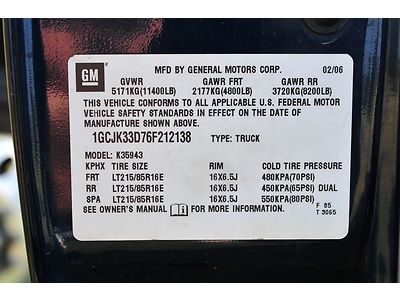 GM
MFD BY GENERAL MOTORS CORP. 02/06
GVWR GAWR FRT GAWR RR
5171KG(11400LB) 2177KG(4800LB) 3720KG(8200LB)
THIS VEHICLE CONFORMS TO ALL APPLICABLE U.S. FEDERAL MOTOR
VEHICLE SAFETY STANDARDS IN EFFECT ON THE DATE OF
MANUFACTURE SHOWN ABOVE.
1GCJK33D76F212138 TYPE: TRUCK
MODEL: K35943
KPHX TIRE SIZE RIM COLD TIRE PRESSURE
FRT LT215/85R16E 16X6.5J 480KPA(70PSI)
RR LT215/85R16E 16X6.5J 450KPA(65PSI) DUAL
SPA LT215/85R16E 16X6.5J 550KPA(80PSI)
SEE OWNER'S MANUAL i FOR MORE INFORMATION.
F 85
T 3065